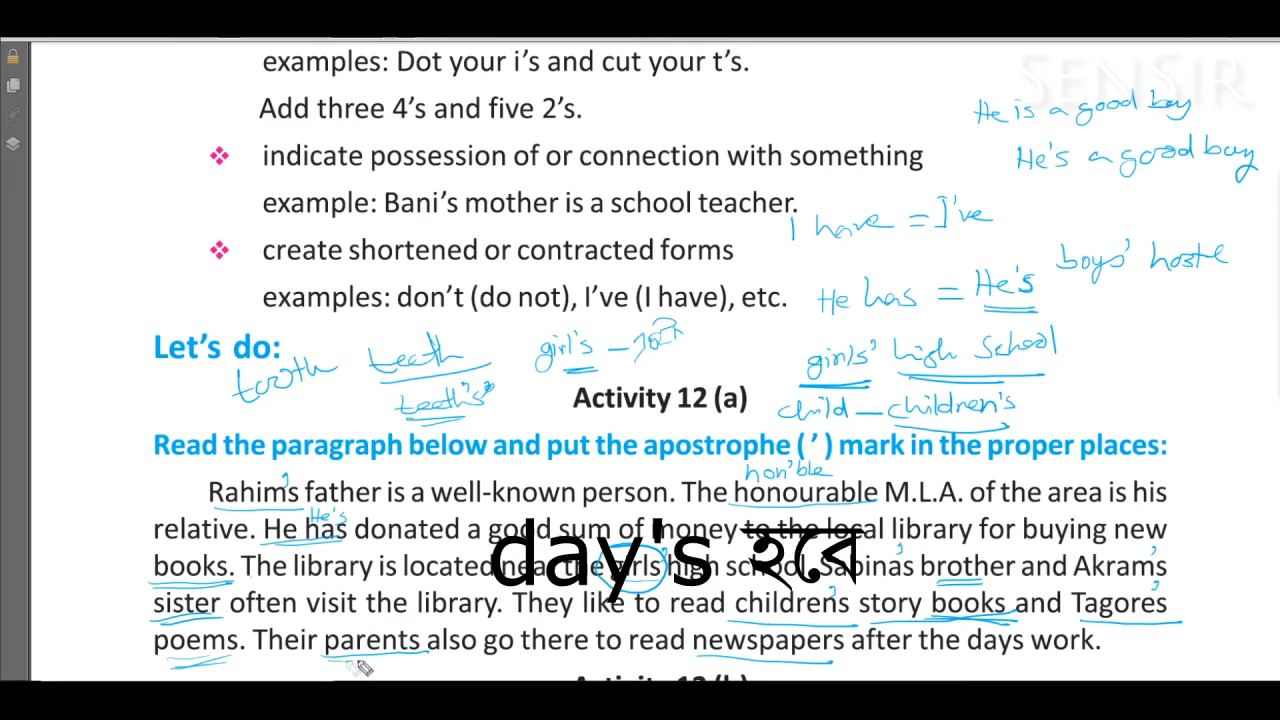 examples: Dot your i’s and cut your t’s.
SENSIR
Add three 4’s and five 2’s.
He is a good boy
indicate possession of or connection with something
He's a good boy
example: Bani’s mother is a school teacher.
I have = I've
create shortened or contracted forms
boys' hostel
examples: don’t (do not), I’ve (I have), etc.
He has = He's
Let’s do:
tooth teeth girl's
girls' high School
teeth's
Activity 12 (a)
child - children's
Read the paragraph below and put the apostrophe ( ’ ) mark in the proper places:
hon'ble
Rahims father is a well-known person. The honourable M.L.A. of the area is his
He's
relative. He has donated a good sum of money to the local library for buying new
day's হবে
books. The library is located near the girls high school. Sabinas brother and Akrams
sister often visit the library. They like to read childrens story books and Tagores
poems. Their parents also go there to read newspapers after the days work.